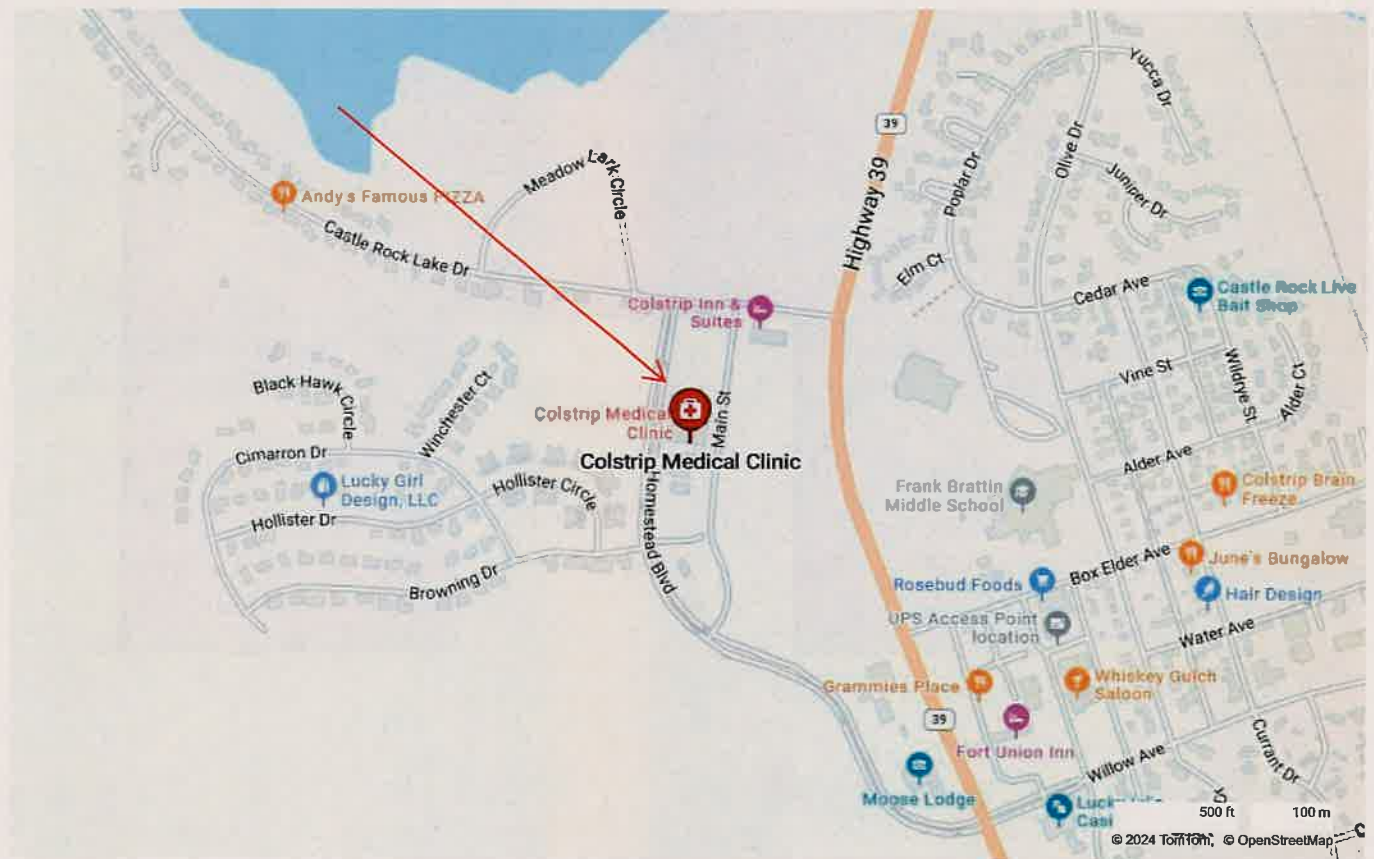 Yucca Dr
39
Olive Dr
Juniper Dr
Poplar Dr
Meadow Lark Circle
Andy's Famous PIZZA
Highway 39
Castle Rock Lake Dr
Elm Ct
Cedar Ave
Castle Rock Live
Bait Shop
Colstrip Inn &
Suites
Vine St
Wildrye St
Alder Ct
Black Hawk Circle
Winchester Ct
Colstrip Medical
Clinic
Main St
Colstrip Medical Clinic
Cimarron Dr
Alder Ave
Lucky Girl
Design, LLC
Hollister Circle
Frank Brattin
Middle School
Colstrip Brain
Freeze
Hollister Dr
Homestead Blvd
Box Elder Ave
June's Bungalow
Browning Dr
Rosebud Foods
Hair Design
UPS Access Point
location
Water Ave
Grammies Place
Whiskey Gulch
Saloon
39
Fort Union Inn
Currant Dr
Willow Ave
Moose Lodge
500 ft
100 m
© 2024 TomTom, © OpenStreetMap